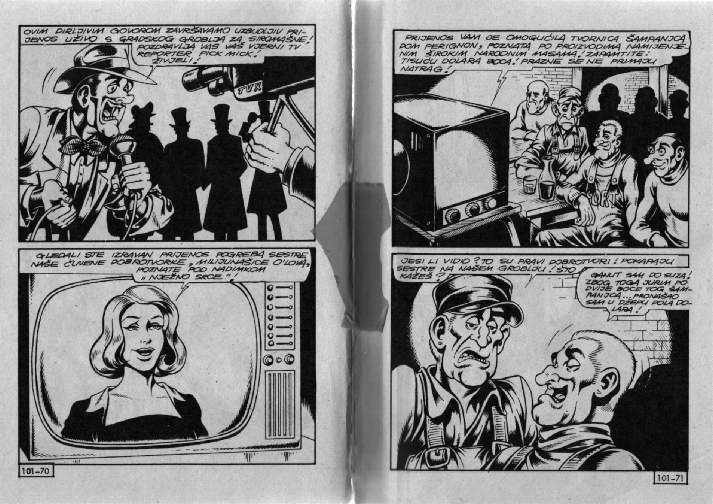 OVIM DIRLJIVIM GOVOROM ZAVRŠAVAMO UZBUDLJIV PRI-
JENOS UŽIVO S GRADSKOG GROBLJA ZA SIROMAŠNE!
POZDRAVLJA VAS VAŠ VJERNI TV
REPORTER PICK MICK!
ŽIVJELI!
TVX
GLEDALI STE IZRAVAN PRIJENOS POGREBA SESTRE
NAŠE ČUVENE DOBROTVORKE, MILIJUNAŠICE O'LOVA,
POZNATE POD NADIMKOM
"NJEŽNO SRCE"!
101-70
PRIJENOS VAM JE OMOGUĆILA TVORNICA ŠAMPANJCA
DOM PERIGNON, POZNATA PO PROIZVODIMA NAMIJENJE-
NIM ŠIROKIM NARODNIM MASAMA! ZAPAMTITE:
TISUĆU DOLARA BOCA! PRAZNE SE NE PRIMAJU
NATRAG!
JESI LI VIDIO? TO SU PRAVI DOBROTVORI! POKAPAJU
SESTRE NA NAŠEM GROBLJU! ŠTO
KAŽEŠ?
GANUT SAM DO SUZA!
ZBOG TOGA JURIM PO
DVIJE BOCE TOG ŠAM-
PANJCA... PRONAŠAO
SAM U DŽEPU POLA DO-
LARA!
101-71